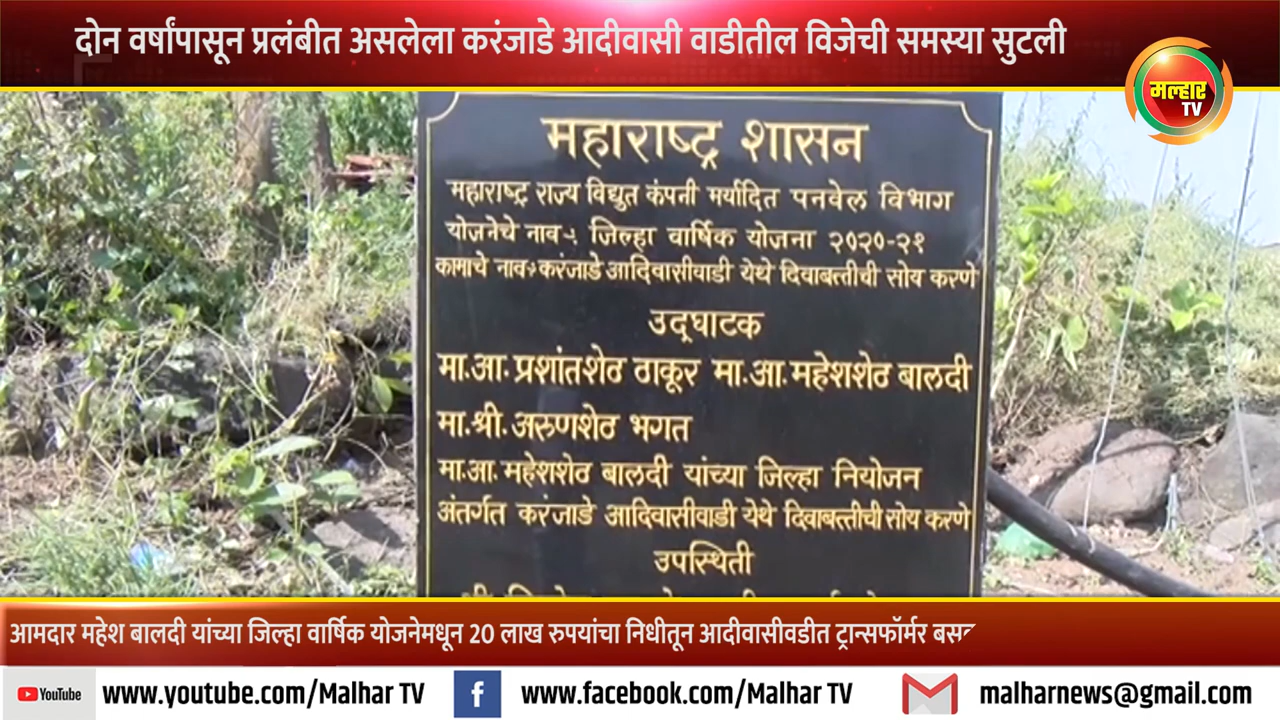 दोन वर्षांपासून प्रलंबीत असलेला करंजाडे आदीवासी वाडीतील विजेची समस्या सुटली
मल्हार
TV
महाराष्ट्र शासन
महाराष्ट्र राज्य विद्युत कंपनी मर्यादित पनवेल विभाग
योजनेचे नाव :- जिल्हा वार्षिक योजना २०२०-२१
कामाचे नाव :- करंजाडे आदिवासीवाडी येथे दिवाबत्तीची सोय करणे
उद्घाटक
मा.आ. प्रशांतशेठ ठाकूर मा.आ. महेशशेठ बालदी
मा.श्री. अरुणशेठ भगत
मा.आ. महेशशेठ बालदी यांच्या जिल्हा नियोजन
अंतर्गत करंजाडे आदिवासीवाडी येथे दिवाबत्तीची सोय करणे
उपस्थिती
आमदार महेश बालदी यांच्या जिल्हा वार्षिक योजनेमधून 20 लाख रुपयांचा निधीतून आदीवासीवडीत ट्रान्सफॉर्मर
YouTube www.youtube.com/Malhar TV www.facebook.com/Malhar TV malharnews@gmail.com